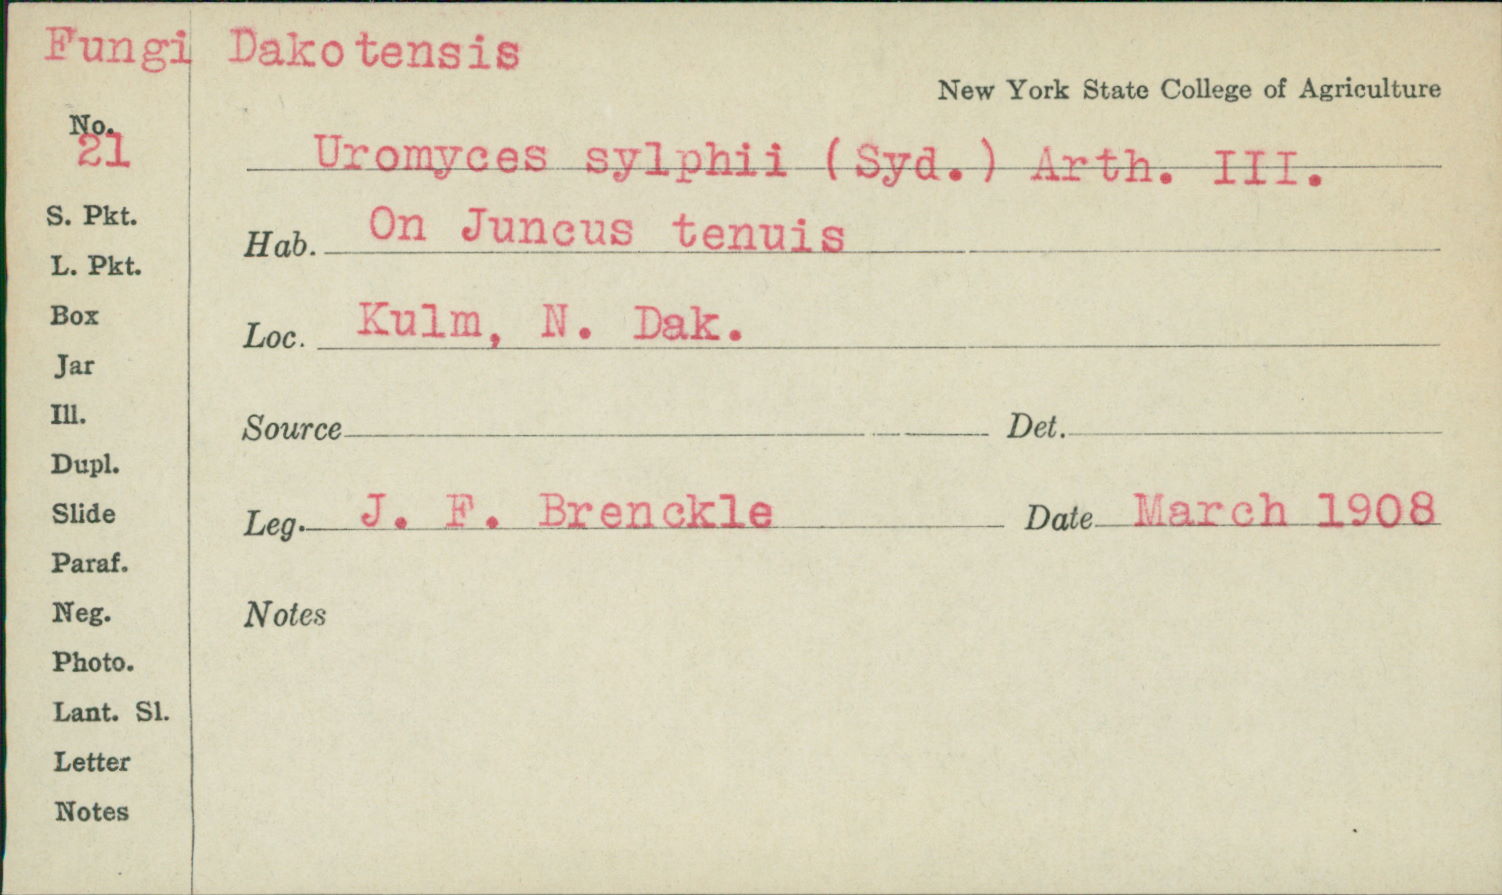 Fungi Dakotensis
New York State College of Agriculture
No.
21
Uromyces sylphii (Syd.) Arth. III.
S. Pkt.
Hab. On Juncus tenuis
L. Pkt.
Box
Loc. Kulm, N. Dak.
Jar
Ill.
Source Det.
Dupl.
Slide
Leg. J. F. Brenckle Date March 1908
Paraf.
Neg.
Notes
Photo.
Lant. Sl.
Letter
Notes